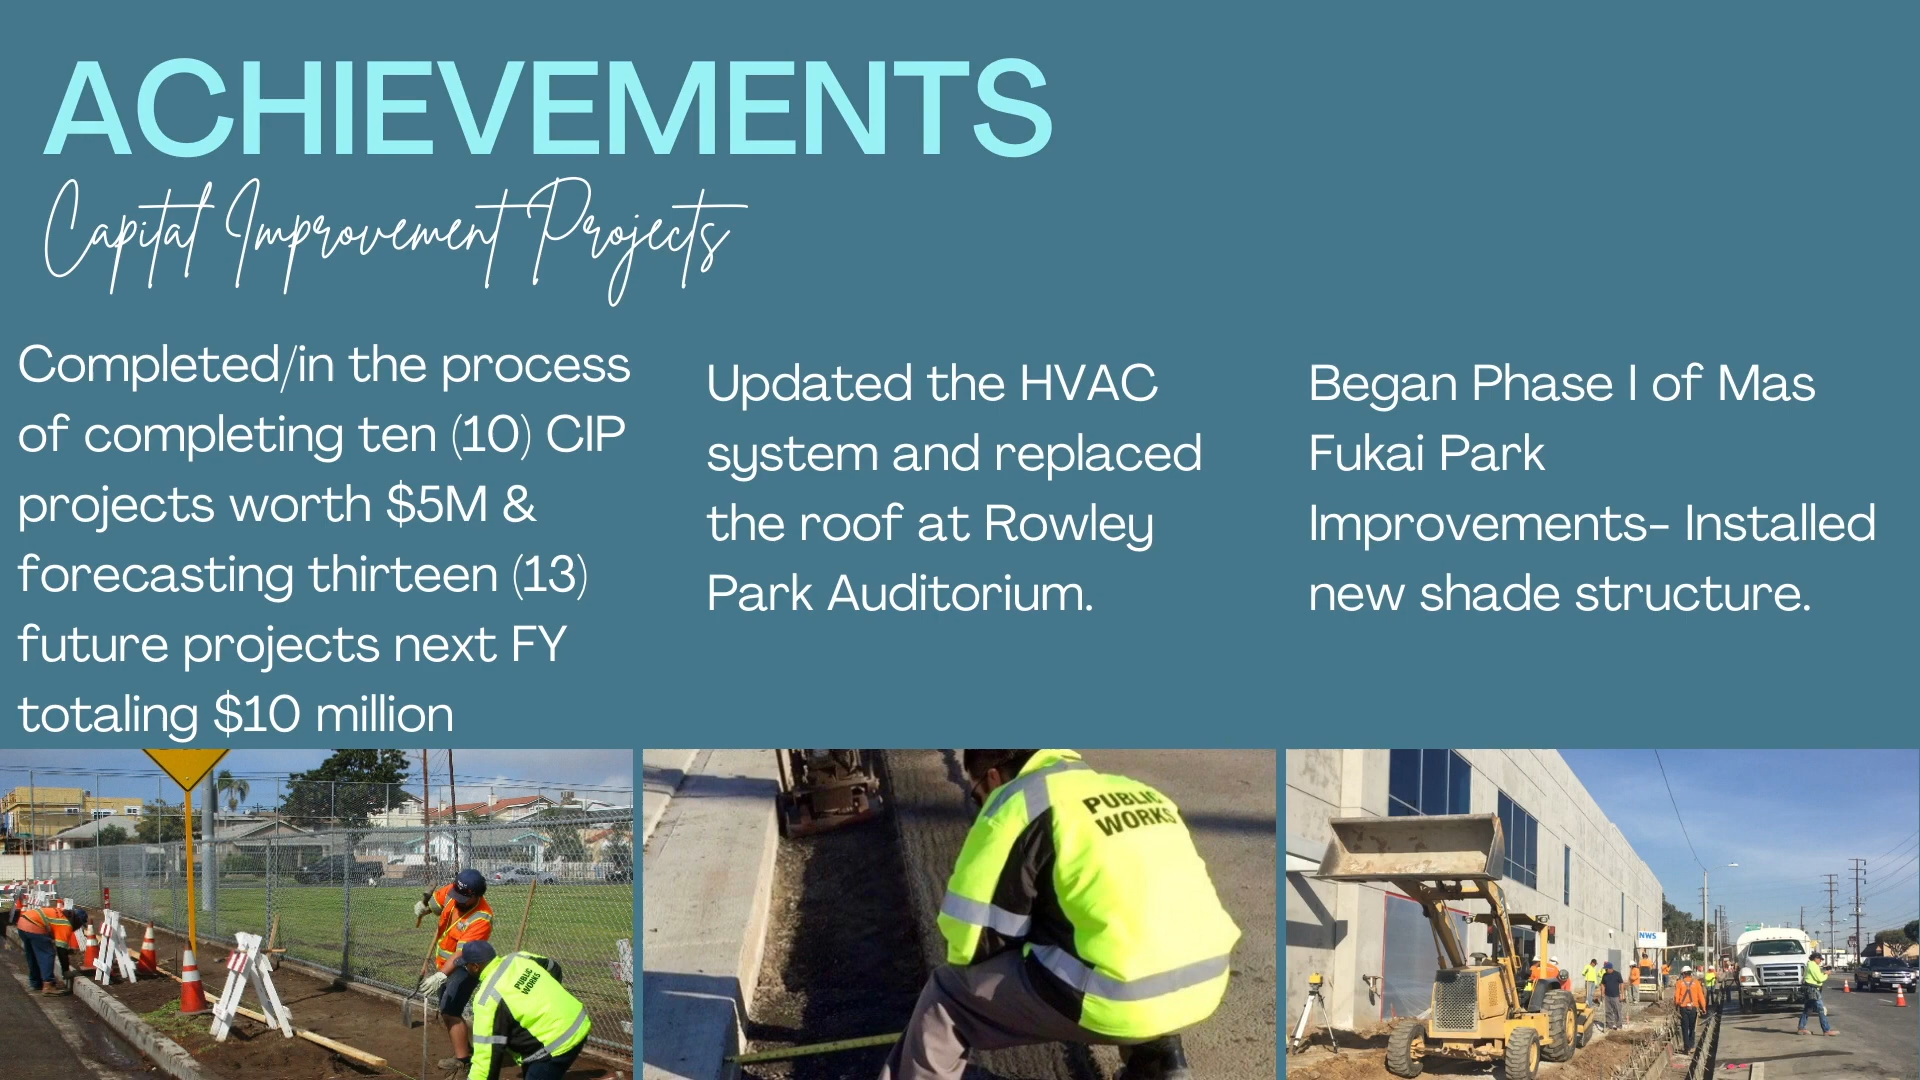 ACHIEVEMENTS
Capital Improvement Projects
Completed/in the process
of completing ten (10) CIP
projects worth $5M &
forecasting thirteen (13)
future projects next FY
totaling $10 million
Updated the HVAC
system and replaced
the roof at Rowley
Park Auditorium.
Began Phase I of Mas
Fukai Park
Improvements- Installed
new shade structure.
PUBLIC
WORKS
PUBLIC
WORKS
NWS